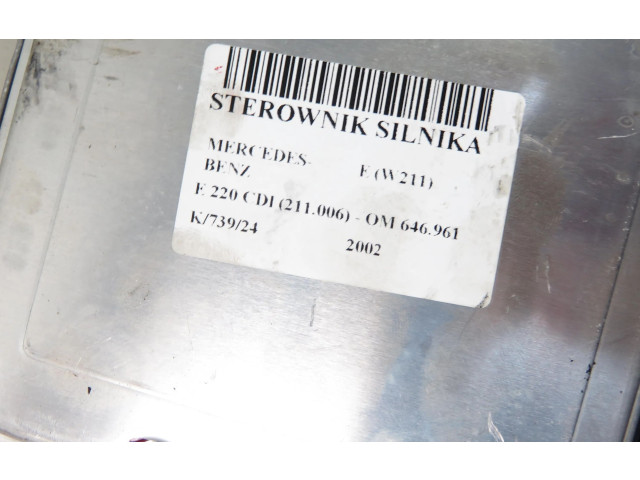 STEROWNIK SILNIKA
MERCEDES- E (W211)
BENZ
E 220 CDI (211.006) - OM 646.961
K/739/24 2002